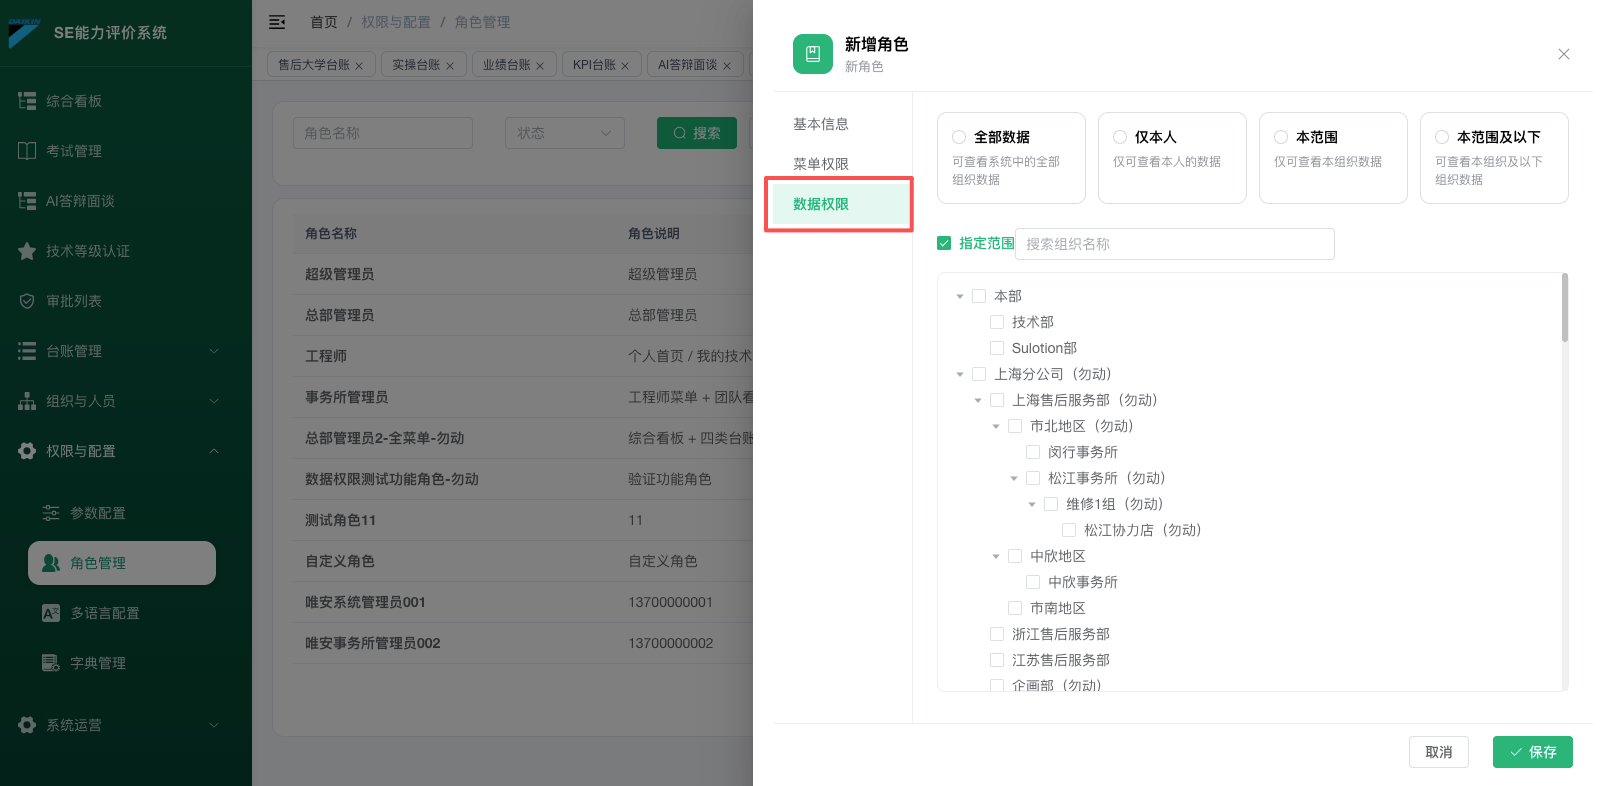 DAIKIN
SE能力评价系统
综合看板
考试管理
AI答辩面谈
技术等级认证
审批列表
台账管理
组织与人员
权限与配置
参数配置
角色管理
多语言配置
字典管理
系统运营
首页 / 权限与配置 / 角色管理
售后大学台账 × 实操台账 × 业绩台账 × KPI台账 × AI答辩面谈 ×
角色名称 状态 搜索
角色名称 角色说明
超级管理员 超级管理员
总部管理员 总部管理员
工程师 个人首页 / 我的技术
事务所管理员 工程师菜单 + 团队看
总部管理员2-全菜单-勿动 综合看板 + 四类台账
数据权限测试功能角色-勿动 验证功能角色
测试角色11 11
自定义角色 自定义角色
唯安系统管理员001 13700000001
唯安事务所管理员002 13700000002
新增角色
新角色
基本信息
菜单权限
数据权限
全部数据
可查看系统中的全部
组织数据
仅本人
仅可查看本人的数据
本范围
仅可查看本组织数据
本范围及以下
可查看本组织及以下
组织数据
指定范围 搜索组织名称
本部
技术部
Sulotion部
上海分公司（勿动）
上海售后服务部（勿动）
市北地区（勿动）
闵行事务所
松江事务所（勿动）
维修1组（勿动）
松江协力店（勿动）
中欣地区
中欣事务所
市南地区
浙江售后服务部
江苏售后服务部
企画部（勿动）
取消 保存